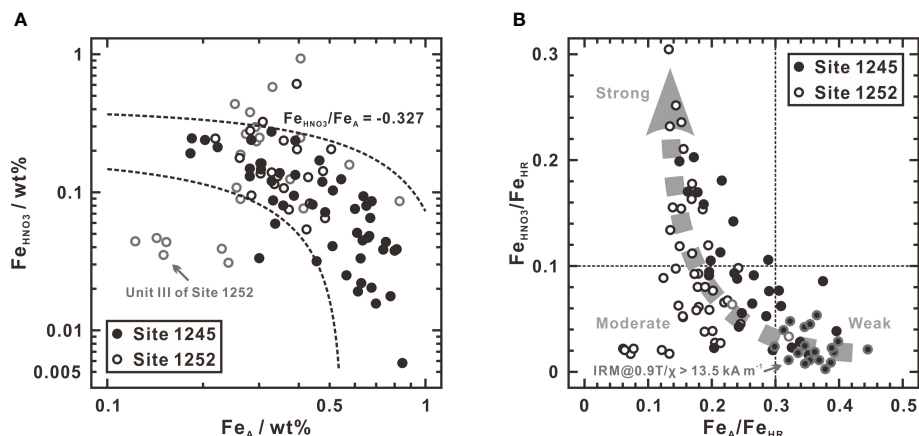 A
Fe_HNO3 / wt%
1
0.1
0.01
0.005
Fe_HNO3/Fe_A = -0.327
Unit III of Site 1252
Site 1245
Site 1252
0.1
0.5
1
Fe_A / wt%
B
Fe_HNO3/Fe_HR
0.3
0.2
0.1
0
Site 1245
Site 1252
Strong
Moderate
Weak
IRM@0.9T/χ > 13.5 kA m⁻¹
0
0.1
0.2
0.3
0.4
0.5
Fe_A/Fe_HR